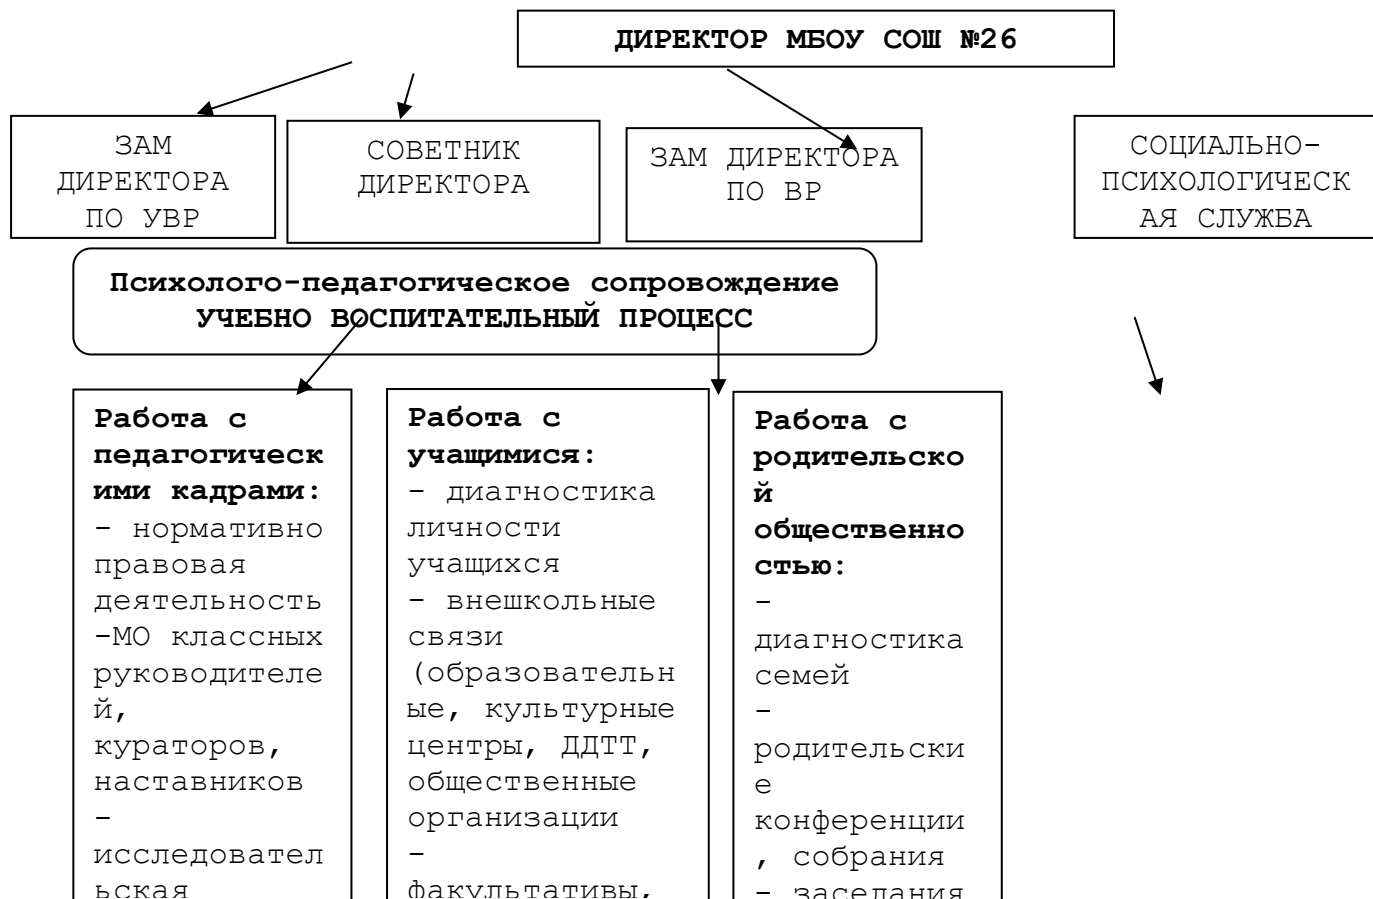 ДИРЕКТОР МБОУ СОШ №26
ЗАМ
ДИРЕКТОРА
ПО УВР
СОВЕТНИК
ДИРЕКТОРА
ЗАМ ДИРЕКТОРА
ПО ВР
СОЦИАЛЬНО-
ПСИХОЛОГИЧЕСК
АЯ СЛУЖБА
Психолого-педагогическое сопровождение
УЧЕБНО ВОСПИТАТЕЛЬНЫЙ ПРОЦЕСС
Работа с
педагогическ
ими кадрами:
- нормативно
правовая
деятельность
-МО классных
руководителе
й,
кураторов,
наставников
-
исследовател
ьская
Работа с
учащимися:
- диагностика
личности
учащихся
- внешкольные
связи
(образовательн
ые, культурные
центры, ДДТТ,
общественные
организации
-
факультативы,
Работа с
родительско
й
общественно
стью:
-
диагностика
семей
-
родительски
е
конференции
, собрания
- заседания